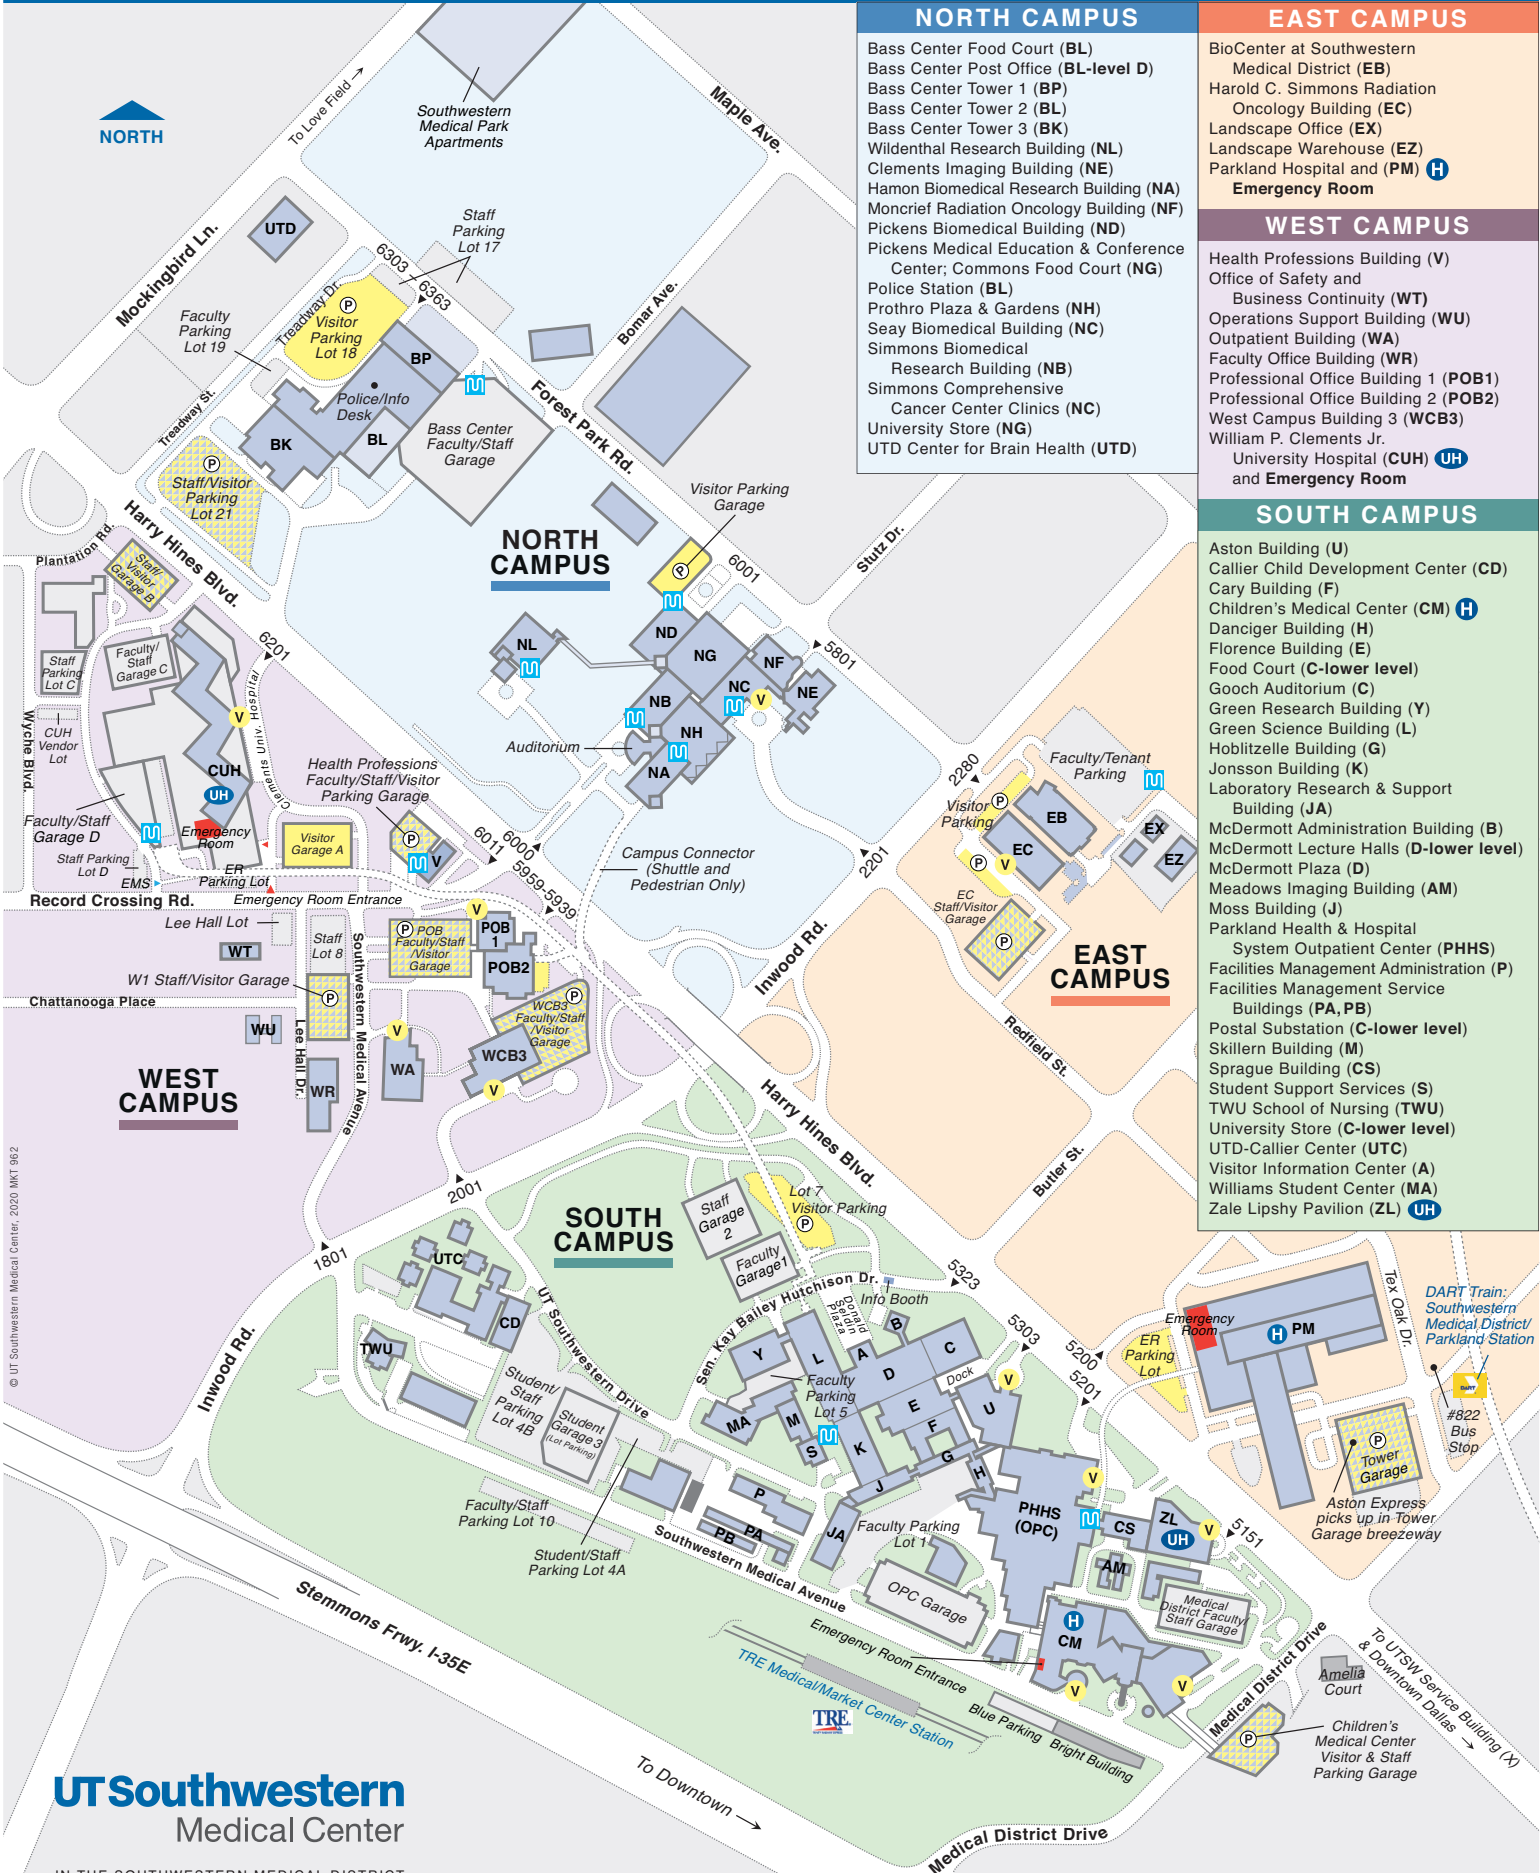 NORTH CAMPUS
Bass Center Food Court (BL)
Bass Center Post Office (BL-level D)
Bass Center Tower 1 (BP)
Bass Center Tower 2 (BL)
Bass Center Tower 3 (BK)
Wildenthal Research Building (NL)
Clements Imaging Building (NE)
Hamon Biomedical Research Building (NA)
Moncrief Radiation Oncology Building (NF)
Pickens Biomedical Building (ND)
Pickens Medical Education & Conference
Center; Commons Food Court (NG)
Police Station (BL)
Prothro Plaza & Gardens (NH)
Seay Biomedical Building (NC)
Simmons Biomedical
Research Building (NB)
Simmons Comprehensive
Cancer Center Clinics (NC)
University Store (NG)
UTD Center for Brain Health (UTD)
EAST CAMPUS
BioCenter at Southwestern
Medical District (EB)
Harold C. Simmons Radiation
Oncology Building (EC)
Landscape Office (EX)
Landscape Warehouse (EZ)
Parkland Hospital and (PM) H
Emergency Room
WEST CAMPUS
Health Professions Building (V)
Office of Safety and
Business Continuity (WT)
Operations Support Building (WU)
Outpatient Building (WA)
Faculty Office Building (WR)
Professional Office Building 1 (POB1)
Professional Office Building 2 (POB2)
West Campus Building 3 (WCB3)
William P. Clements Jr.
University Hospital (CUH) UH
and Emergency Room
SOUTH CAMPUS
Aston Building (U)
Callier Child Development Center (CD)
Cary Building (F)
Children's Medical Center (CM) H
Danciger Building (H)
Florence Building (E)
Food Court (C-lower level)
Gooch Auditorium (C)
Green Research Building (Y)
Green Science Building (L)
Hoblitzelle Building (G)
Jonsson Building (K)
Laboratory Research & Support
Building (JA)
McDermott Administration Building (B)
McDermott Lecture Halls (D-lower level)
McDermott Plaza (D)
Meadows Imaging Building (AM)
Moss Building (J)
Parkland Health & Hospital
System Outpatient Center (PHHS)
Facilities Management Administration (P)
Facilities Management Service
Buildings (PA, PB)
Postal Substation (C-lower level)
Skillern Building (M)
Sprague Building (CS)
Student Support Services (S)
TWU School of Nursing (TWU)
University Store (C-lower level)
UTD-Callier Center (UTC)
Visitor Information Center (A)
Williams Student Center (MA)
Zale Lipshy Pavilion (ZL) UH
NORTH
To Love Field →
Southwestern
Medical Park
Apartments
Maple Ave.
Mockingbird Ln.
UTD
Staff
Parking
Lot 17
6303
6363
Treadway Dr.
P
Visitor
Parking
Lot 18
Faculty
Parking
Lot 19
Treadway St.
BP
Police/Info
Desk
BL
BK
Bass Center
Faculty/Staff
Garage
Bomar Ave.
Forest Park Rd.
P
Staff/Visitor
Parking
Lot 21
NORTH
CAMPUS
Visitor Parking
Garage
P
6001
Stutz Dr.
5801
Plantation Rd.
Staff/
Visitor
Garage B
Harry Hines Blvd.
6201
Staff
Parking
Lot C
Faculty/
Staff
Garage C
Wyche Blvd.
CUH
Vendor
Lot
V
Clements Univ. Hospital
CUH
UH
Faculty/Staff
Garage D
Emergency
Room
Staff Parking
Lot D
EMS
ER
Parking Lot
Visitor
Garage A
Health Professions
Faculty/Staff/Visitor
Parking Garage
P
V
Record Crossing Rd.
Emergency Room Entrance
NL
ND
NG
NF
NE
NC
V
NB
NH
NA
Auditorium
6011
6000
5959-5939
Campus Connector
(Shuttle and
Pedestrian Only)
2280
2201
Faculty/Tenant
Parking
Visitor
Parking
P
P
V
EB
EC
EX
EZ
EC
Staff/Visitor
Garage
P
EAST
CAMPUS
Inwood Rd.
Redfield St.
Butler St.
Lee Hall Lot
WT
Staff
Lot 8
W1 Staff/Visitor Garage
P
Chattanooga Place
WU
Lee Hall Dr.
WR
Southwestern Medical Avenue
P
POB
Faculty/Staff
/Visitor
Garage
V
POB
1
POB2
P
WCB3
Faculty/Staff
/Visitor
Garage
WCB3
V
V
WA
WEST
CAMPUS
Harry Hines Blvd.
2001
1801
Inwood Rd.
© UT Southwestern Medical Center, 2020 MKT 962
SOUTH
CAMPUS
Staff
Garage
2
Faculty
Garage1
Lot 7
Visitor Parking
P
UTC
CD
TWU
UT Southwestern Drive
Sen. Kay Bailey Hutchison Dr.
Donald
Seldin
Plaza
Info Booth
5323
5303
5200
5201
Student/
Staff
Parking
Lot 4B
Student
Garage 3
(Lot Parking)
Faculty/Staff
Parking Lot 10
Student/Staff
Parking Lot 4A
Y
L
A
B
C
D
Dock
E
F
U
V
Faculty
Parking
Lot 5
MA
M
S
K
G
H
J
JA
P
PA
PB
Faculty Parking
Lot 1
OPC Garage
PHHS
(OPC)
V
CS
ZL
UH
V
AM
5151
Medical
District Faculty/
Staff Garage
H
CM
V
V
Southwestern Medical Avenue
Emergency Room Entrance
TRE Medical/Market Center Station
TRE
Blue Parking
Bright Building
Emergency
Room
ER
Parking
Lot
H PM
Tex Oak Dr.
DART Train:
Southwestern
Medical District/
Parkland Station
DART
#822
Bus
Stop
P
Tower
Garage
Aston Express
picks up in Tower
Garage breezeway
Medical District Drive
Amelia
Court
To UTSW Service Building (X)
& Downtown Dallas →
P
Children's
Medical Center
Visitor & Staff
Parking Garage
Stemmons Frwy. I-35E
To Downtown →
Medical District Drive
UTSouthwestern
Medical Center
IN THE SOUTHWESTERN MEDICAL DISTRICT